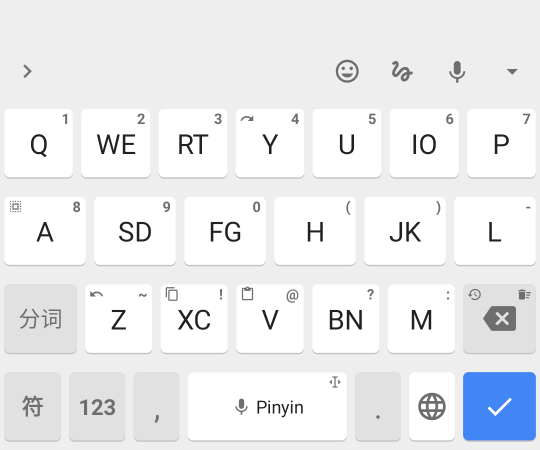 1 2 3 4 5 6 7
Q WE RT Y U IO P
8 9 0 ( ) -
A SD FG H JK L
~ ! @ ? :
分词 Z XC V BN M
符 123 , Pinyin .